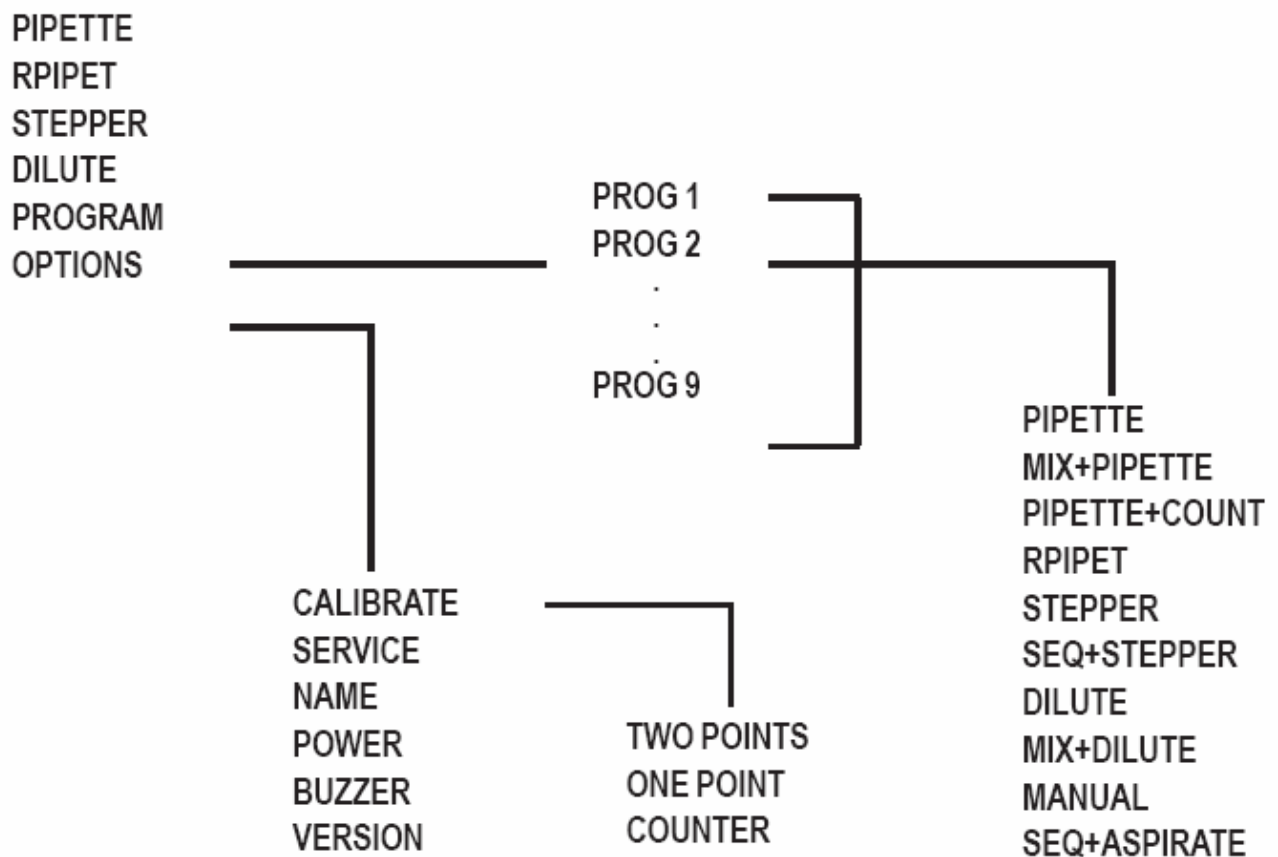 PIPETTE
RPIPET
STEPPER
DILUTE
PROGRAM
OPTIONS
PROG 1
PROG 2
.
.
.
PROG 9
CALIBRATE
SERVICE
NAME
POWER
BUZZER
VERSION
TWO POINTS
ONE POINT
COUNTER
PIPETTE
MIX+PIPETTE
PIPETTE+COUNT
RPIPET
STEPPER
SEQ+STEPPER
DILUTE
MIX+DILUTE
MANUAL
SEQ+ASPIRATE